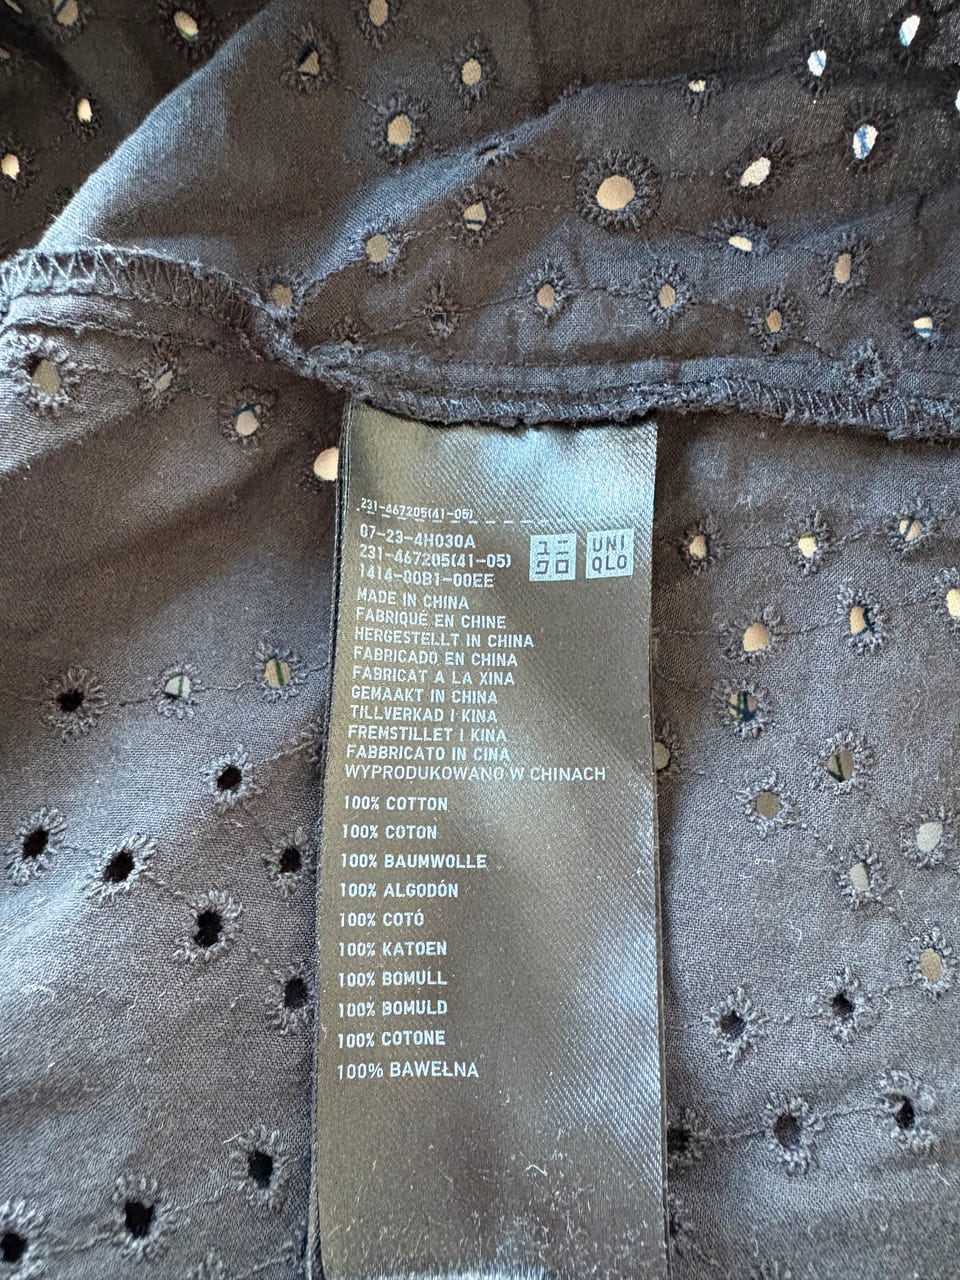 231-467205(41-05)
07-23-4H030A
231-467205(41-05)
1414-00B1-00EE
ユニ
クロ
UNI
QLO
MADE IN CHINA
FABRIQUÉ EN CHINE
HERGESTELLT IN CHINA
FABRICADO EN CHINA
FABRICAT A LA XINA
GEMAAKT IN CHINA
TILLVERKAD I KINA
FREMSTILLET I KINA
FABBRICATO IN CINA
WYPRODUKOWANO W CHINACH
100% COTTON
100% COTON
100% BAUMWOLLE
100% ALGODÓN
100% COTÓ
100% KATOEN
100% BOMULL
100% BOMULD
100% COTONE
100% BAWEŁNA